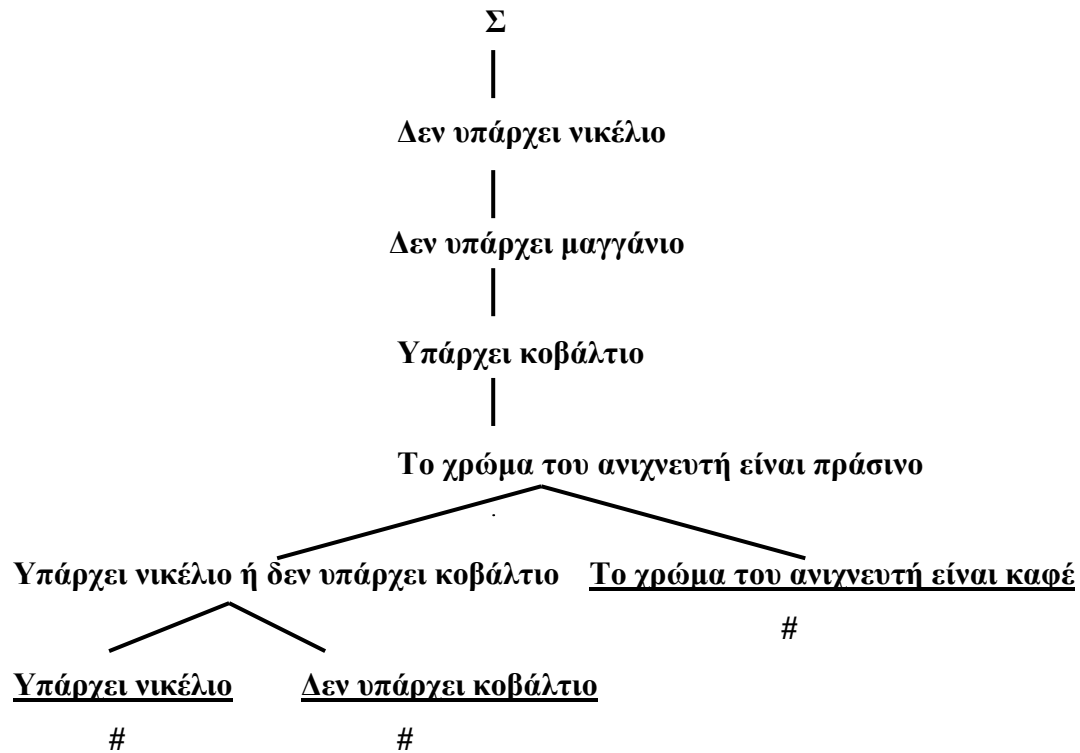 Σ
Δεν υπάρχει νικέλιο
Δεν υπάρχει μαγγάνιο
Υπάρχει κοβάλτιο
Το χρώμα του ανιχνευτή είναι πράσινο
.
Υπάρχει νικέλιο ή δεν υπάρχει κοβάλτιο Το χρώμα του ανιχνευτή είναι καφέ
#
Υπάρχει νικέλιο Δεν υπάρχει κοβάλτιο
# #